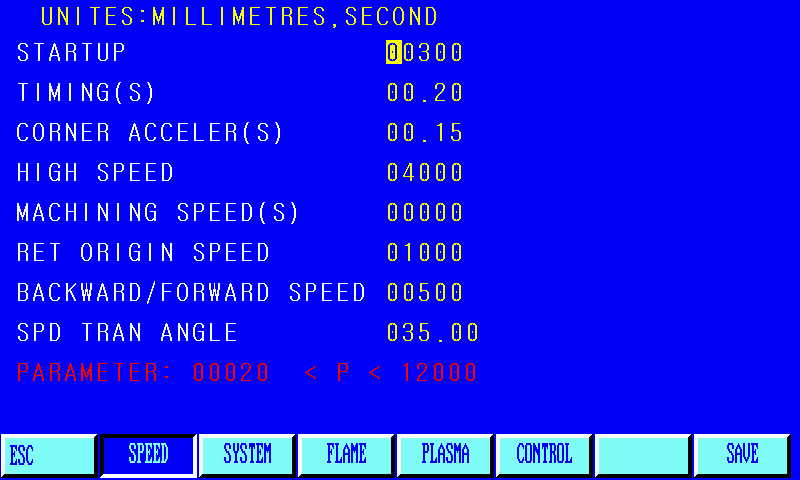 UNITES:MILLIMETRES,SECOND
STARTUP 00300
TIMING(S) 00.20
CORNER ACCELER(S) 00.15
HIGH SPEED 04000
MACHINING SPEED(S) 00000
RET ORIGIN SPEED 01000
BACKWARD/FORWARD SPEED 00500
SPD TRAN ANGLE 035.00
PARAMETER: 00020 < P < 12000
ESC SPEED SYSTEM FLAME PLASMA CONTROL SAVE